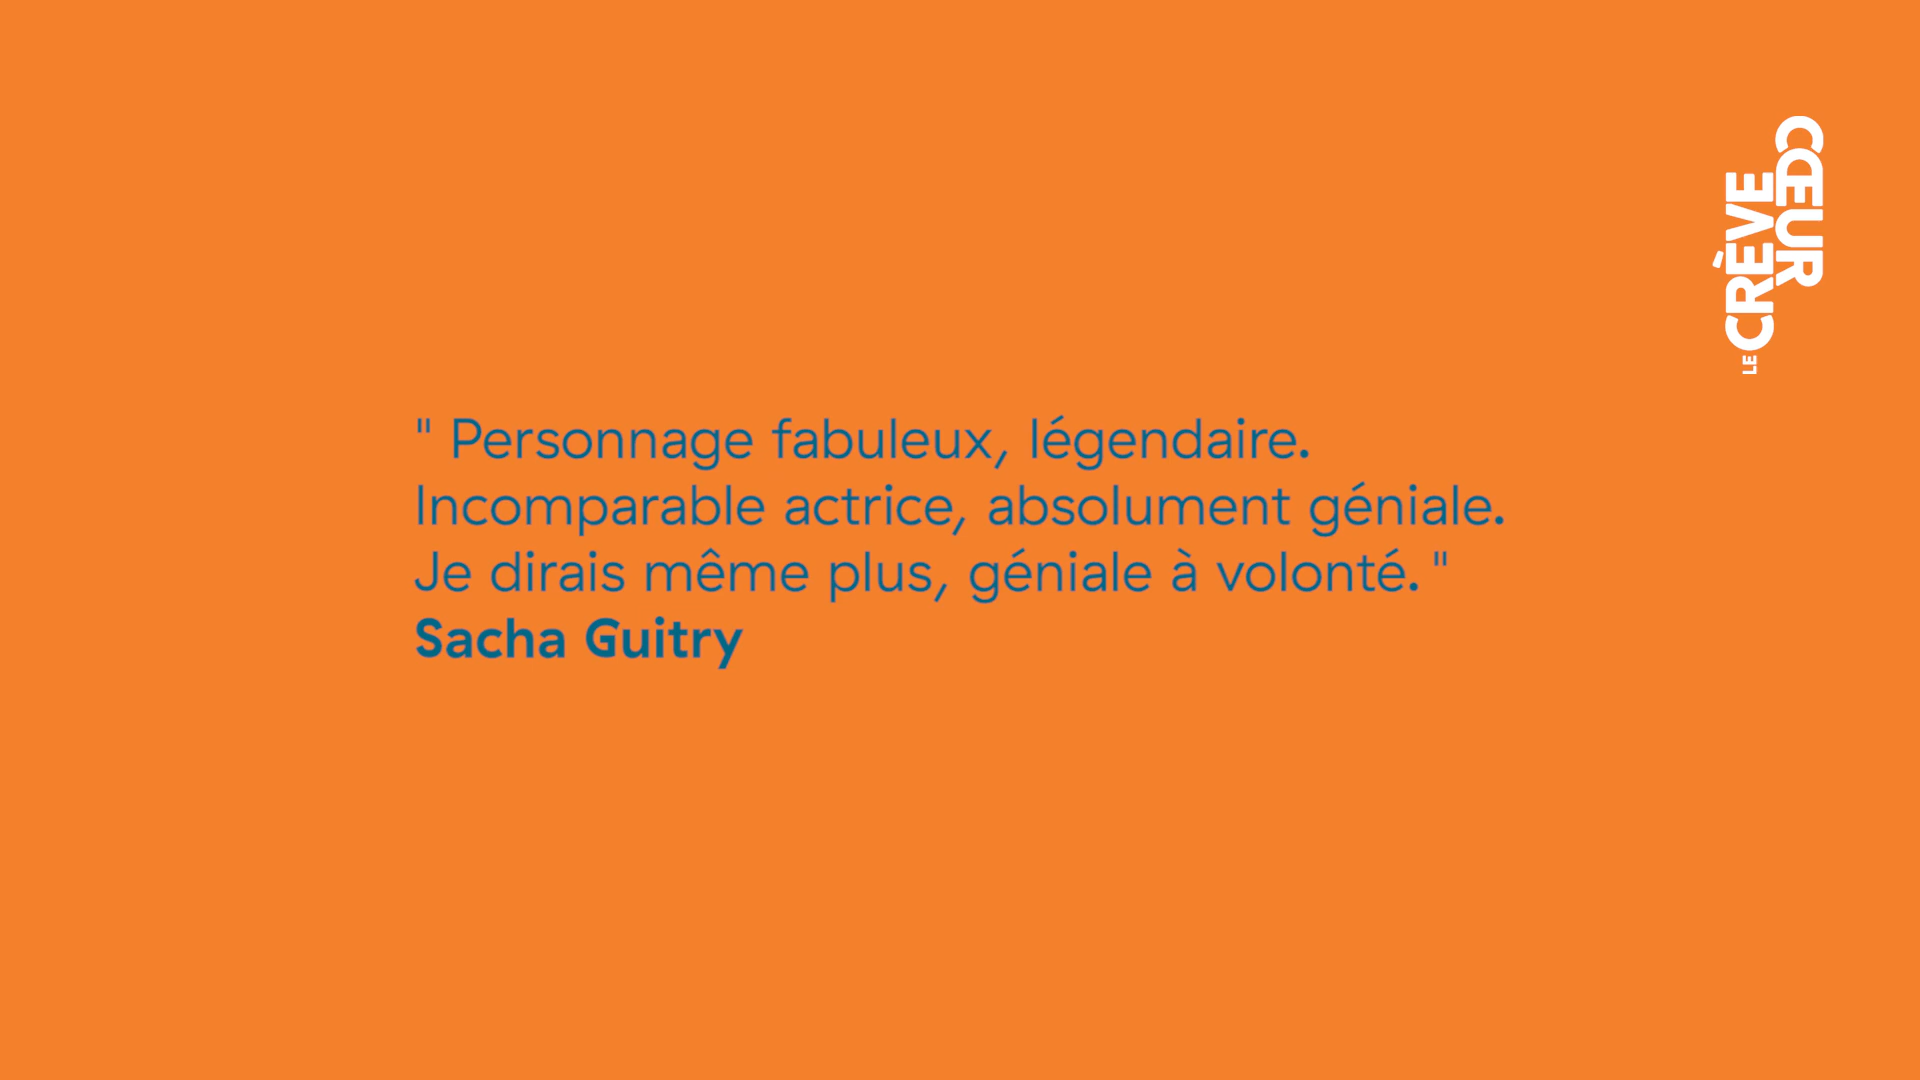 LE CRÈVE
CŒUR
" Personnage fabuleux, légendaire.
Incomparable actrice, absolument géniale.
Je dirais même plus, géniale à volonté. "
Sacha Guitry